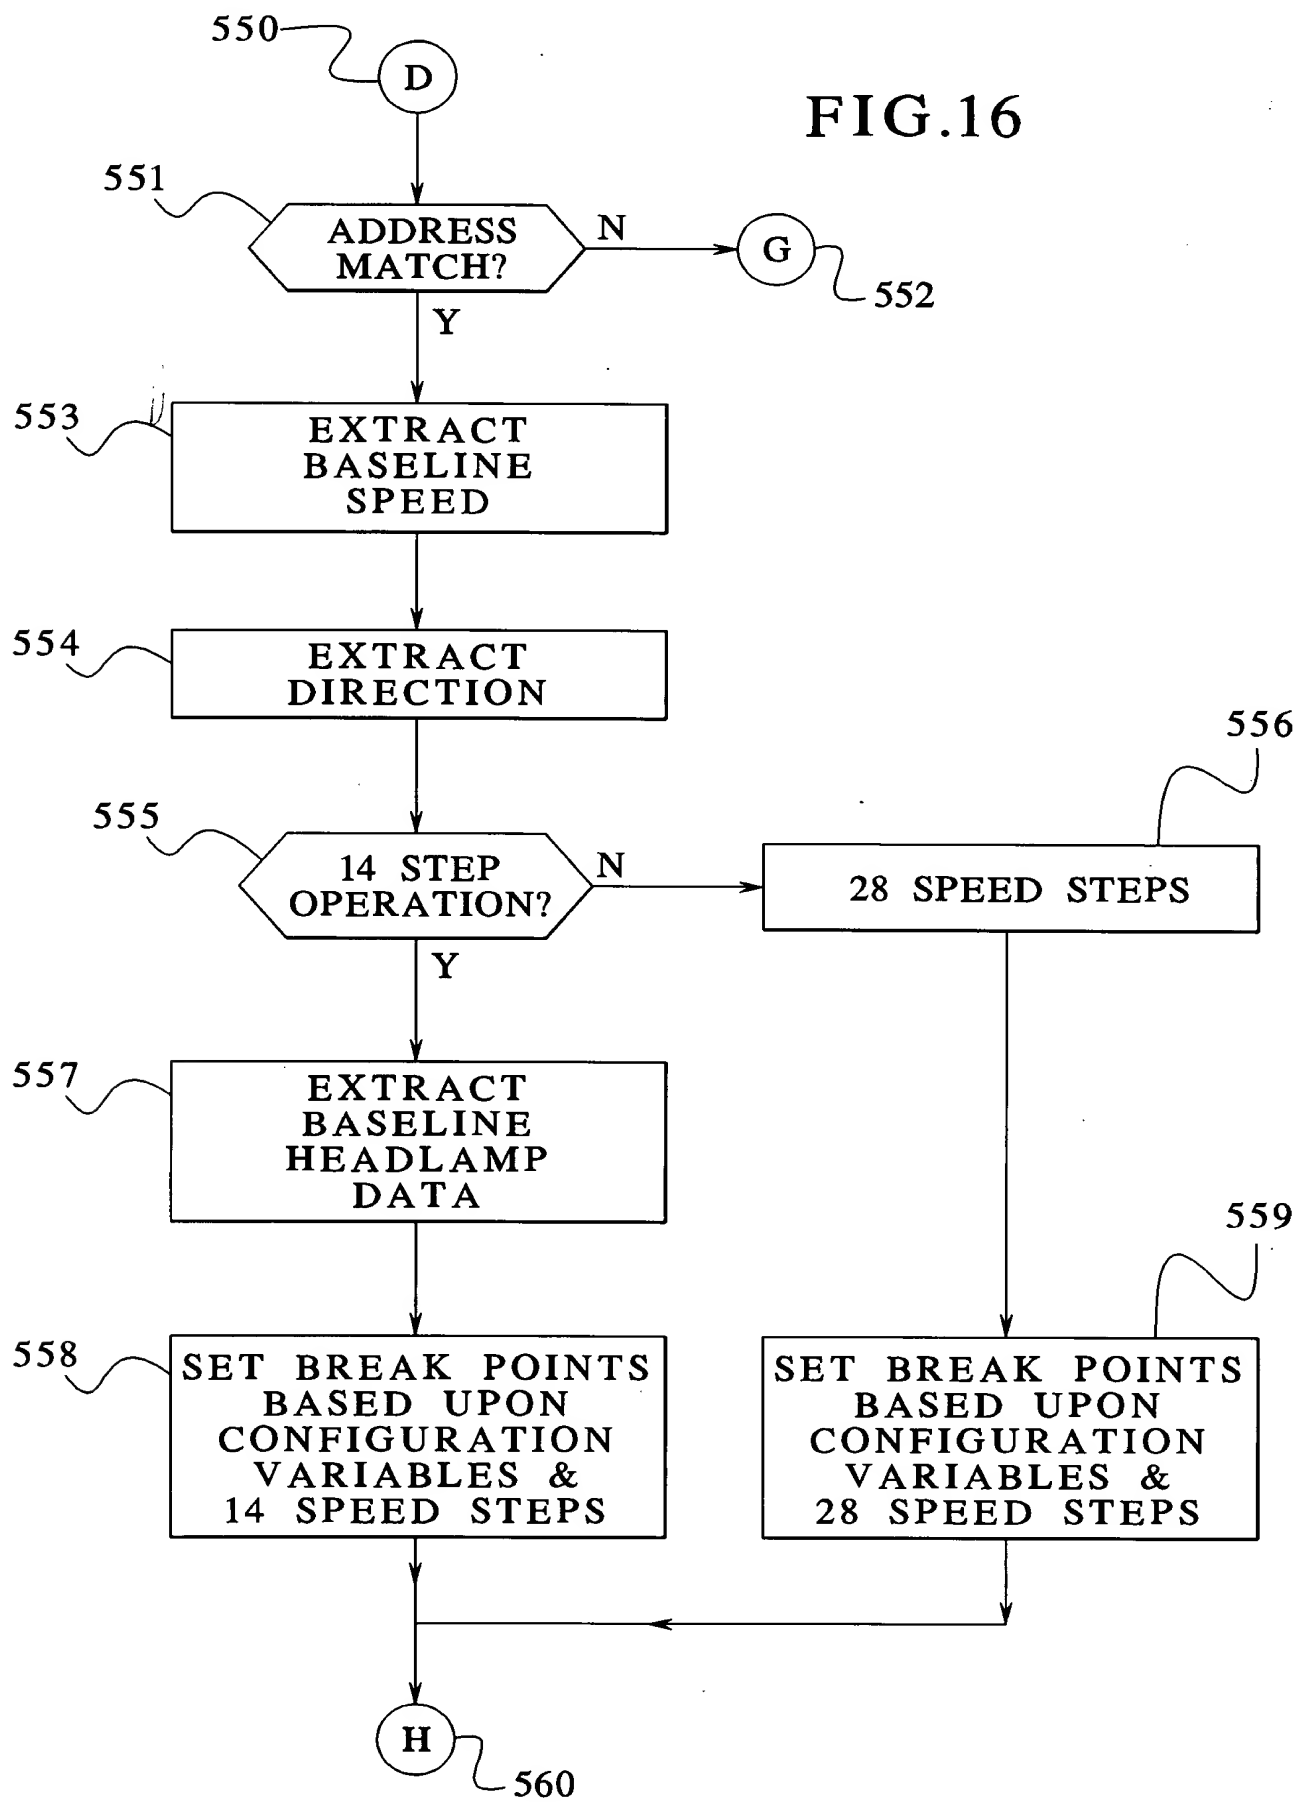 550
D
FIG.16
551
ADDRESS
MATCH?
N
G
552
Y
553
EXTRACT
BASELINE
SPEED
554
EXTRACT
DIRECTION
556
555
14 STEP
OPERATION?
N
28 SPEED STEPS
Y
557
EXTRACT
BASELINE
HEADLAMP
DATA
559
558
SET BREAK POINTS
BASED UPON
CONFIGURATION
VARIABLES &
14 SPEED STEPS
SET BREAK POINTS
BASED UPON
CONFIGURATION
VARIABLES &
28 SPEED STEPS
H
560